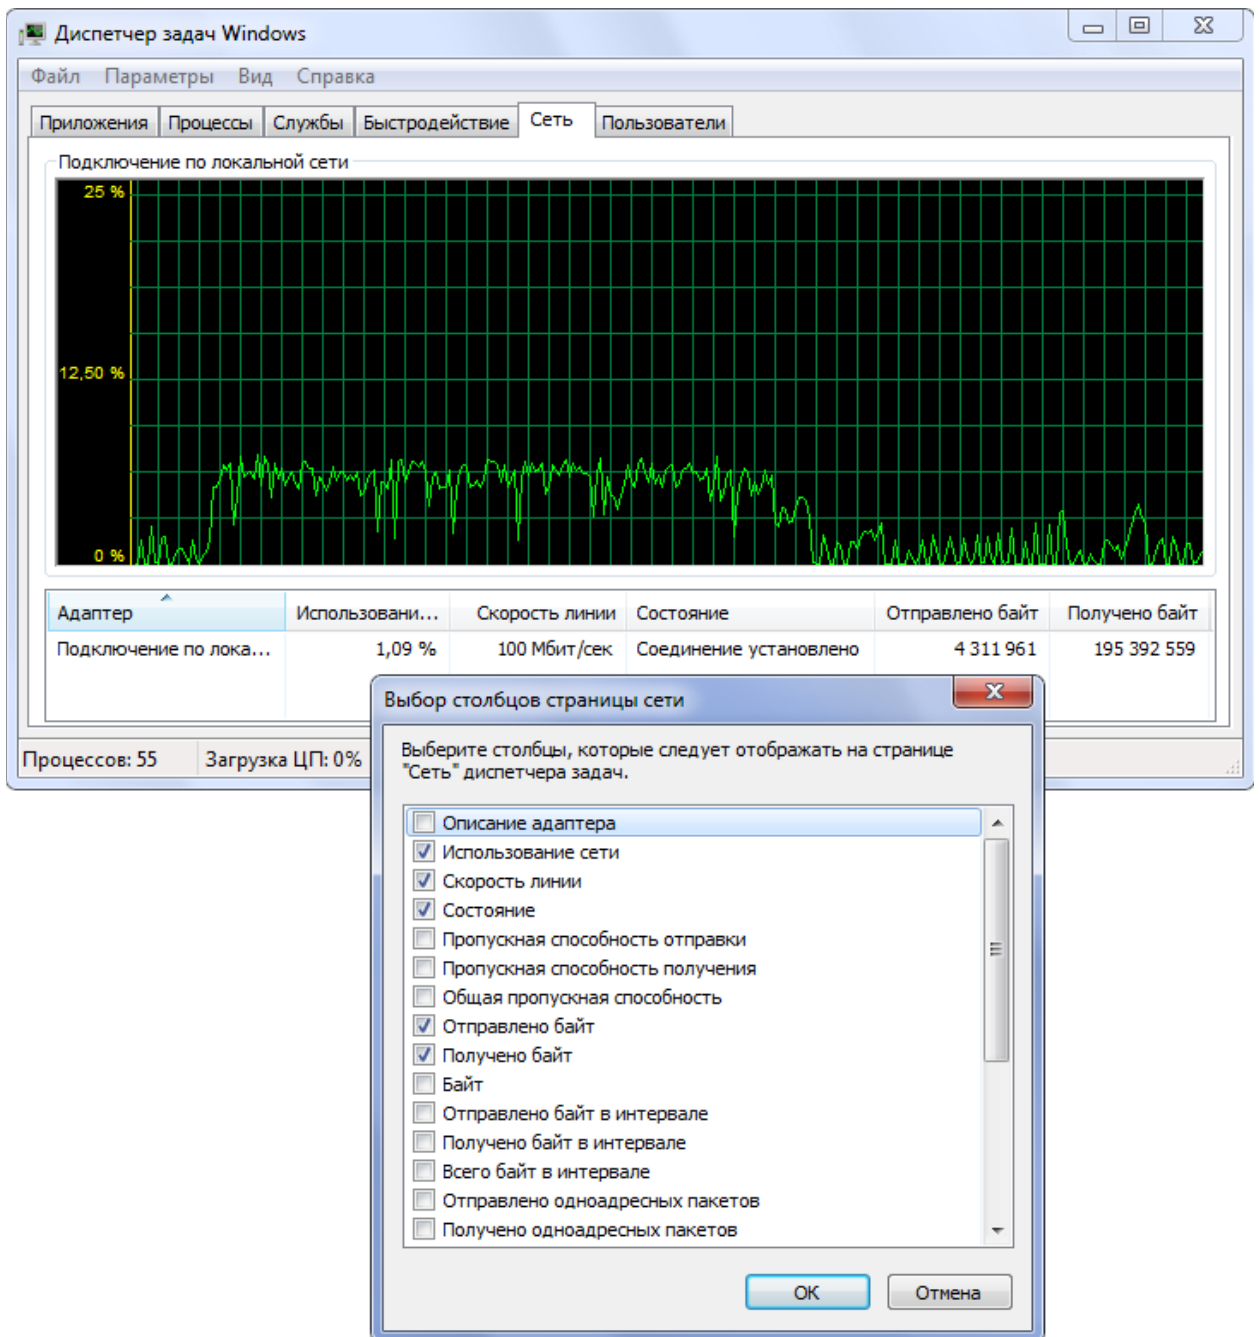 Диспетчер задач Windows
Файл Параметры Вид Справка
Приложения Процессы Службы Быстродействие Сеть Пользователи
Подключение по локальной сети
25 %
12,50 %
0 %
Адаптер Использовани... Скорость линии Состояние Отправлено байт Получено байт
Подключение по лока... 1,09 % 100 Мбит/сек Соединение установлено 4 311 961 195 392 559
Процессов: 55 Загрузка ЦП: 0%
Выбор столбцов страницы сети
Выберите столбцы, которые следует отображать на странице
"Сеть" диспетчера задач.
Описание адаптера
Использование сети
Скорость линии
Состояние
Пропускная способность отправки
Пропускная способность получения
Общая пропускная способность
Отправлено байт
Получено байт
Байт
Отправлено байт в интервале
Получено байт в интервале
Всего байт в интервале
Отправлено одноадресных пакетов
Получено одноадресных пакетов
ОК Отмена